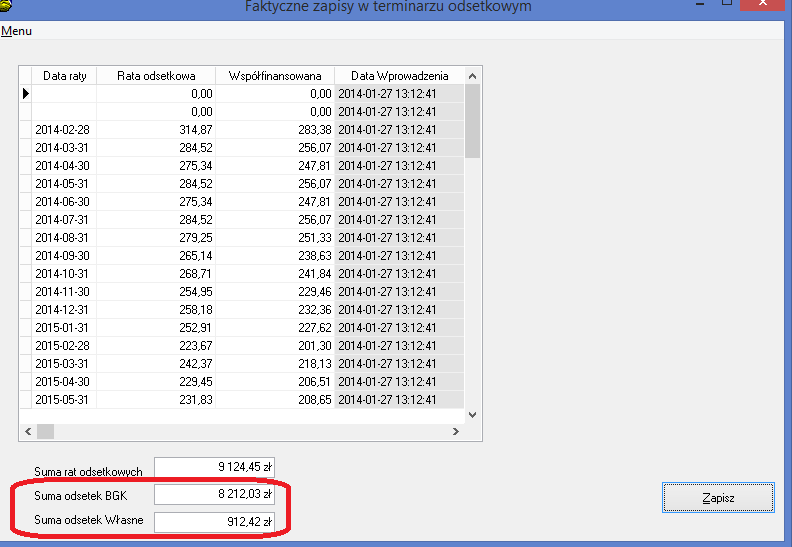 Faktyczne zapisy w terminarzu odsetkowym
Menu
Data raty Rata odsetkowa Współfinansowana Data Wprowadzenia
0,00 0,00 2014-01-27 13:12:41
0,00 0,00 2014-01-27 13:12:41
2014-02-28 314,87 283,38 2014-01-27 13:12:41
2014-03-31 284,52 256,07 2014-01-27 13:12:41
2014-04-30 275,34 247,81 2014-01-27 13:12:41
2014-05-31 284,52 256,07 2014-01-27 13:12:41
2014-06-30 275,34 247,81 2014-01-27 13:12:41
2014-07-31 284,52 256,07 2014-01-27 13:12:41
2014-08-31 279,25 251,33 2014-01-27 13:12:41
2014-09-30 265,14 238,63 2014-01-27 13:12:41
2014-10-31 268,71 241,84 2014-01-27 13:12:41
2014-11-30 254,95 229,46 2014-01-27 13:12:41
2014-12-31 258,18 232,36 2014-01-27 13:12:41
2015-01-31 252,91 227,62 2014-01-27 13:12:41
2015-02-28 223,67 201,30 2014-01-27 13:12:41
2015-03-31 242,37 218,13 2014-01-27 13:12:41
2015-04-30 229,45 206,51 2014-01-27 13:12:41
2015-05-31 231,83 208,65 2014-01-27 13:12:41
Suma rat odsetkowych 9 124,45 zł
Suma odsetek BGK 8 212,03 zł
Suma odsetek Własne 912,42 zł
Zapisz